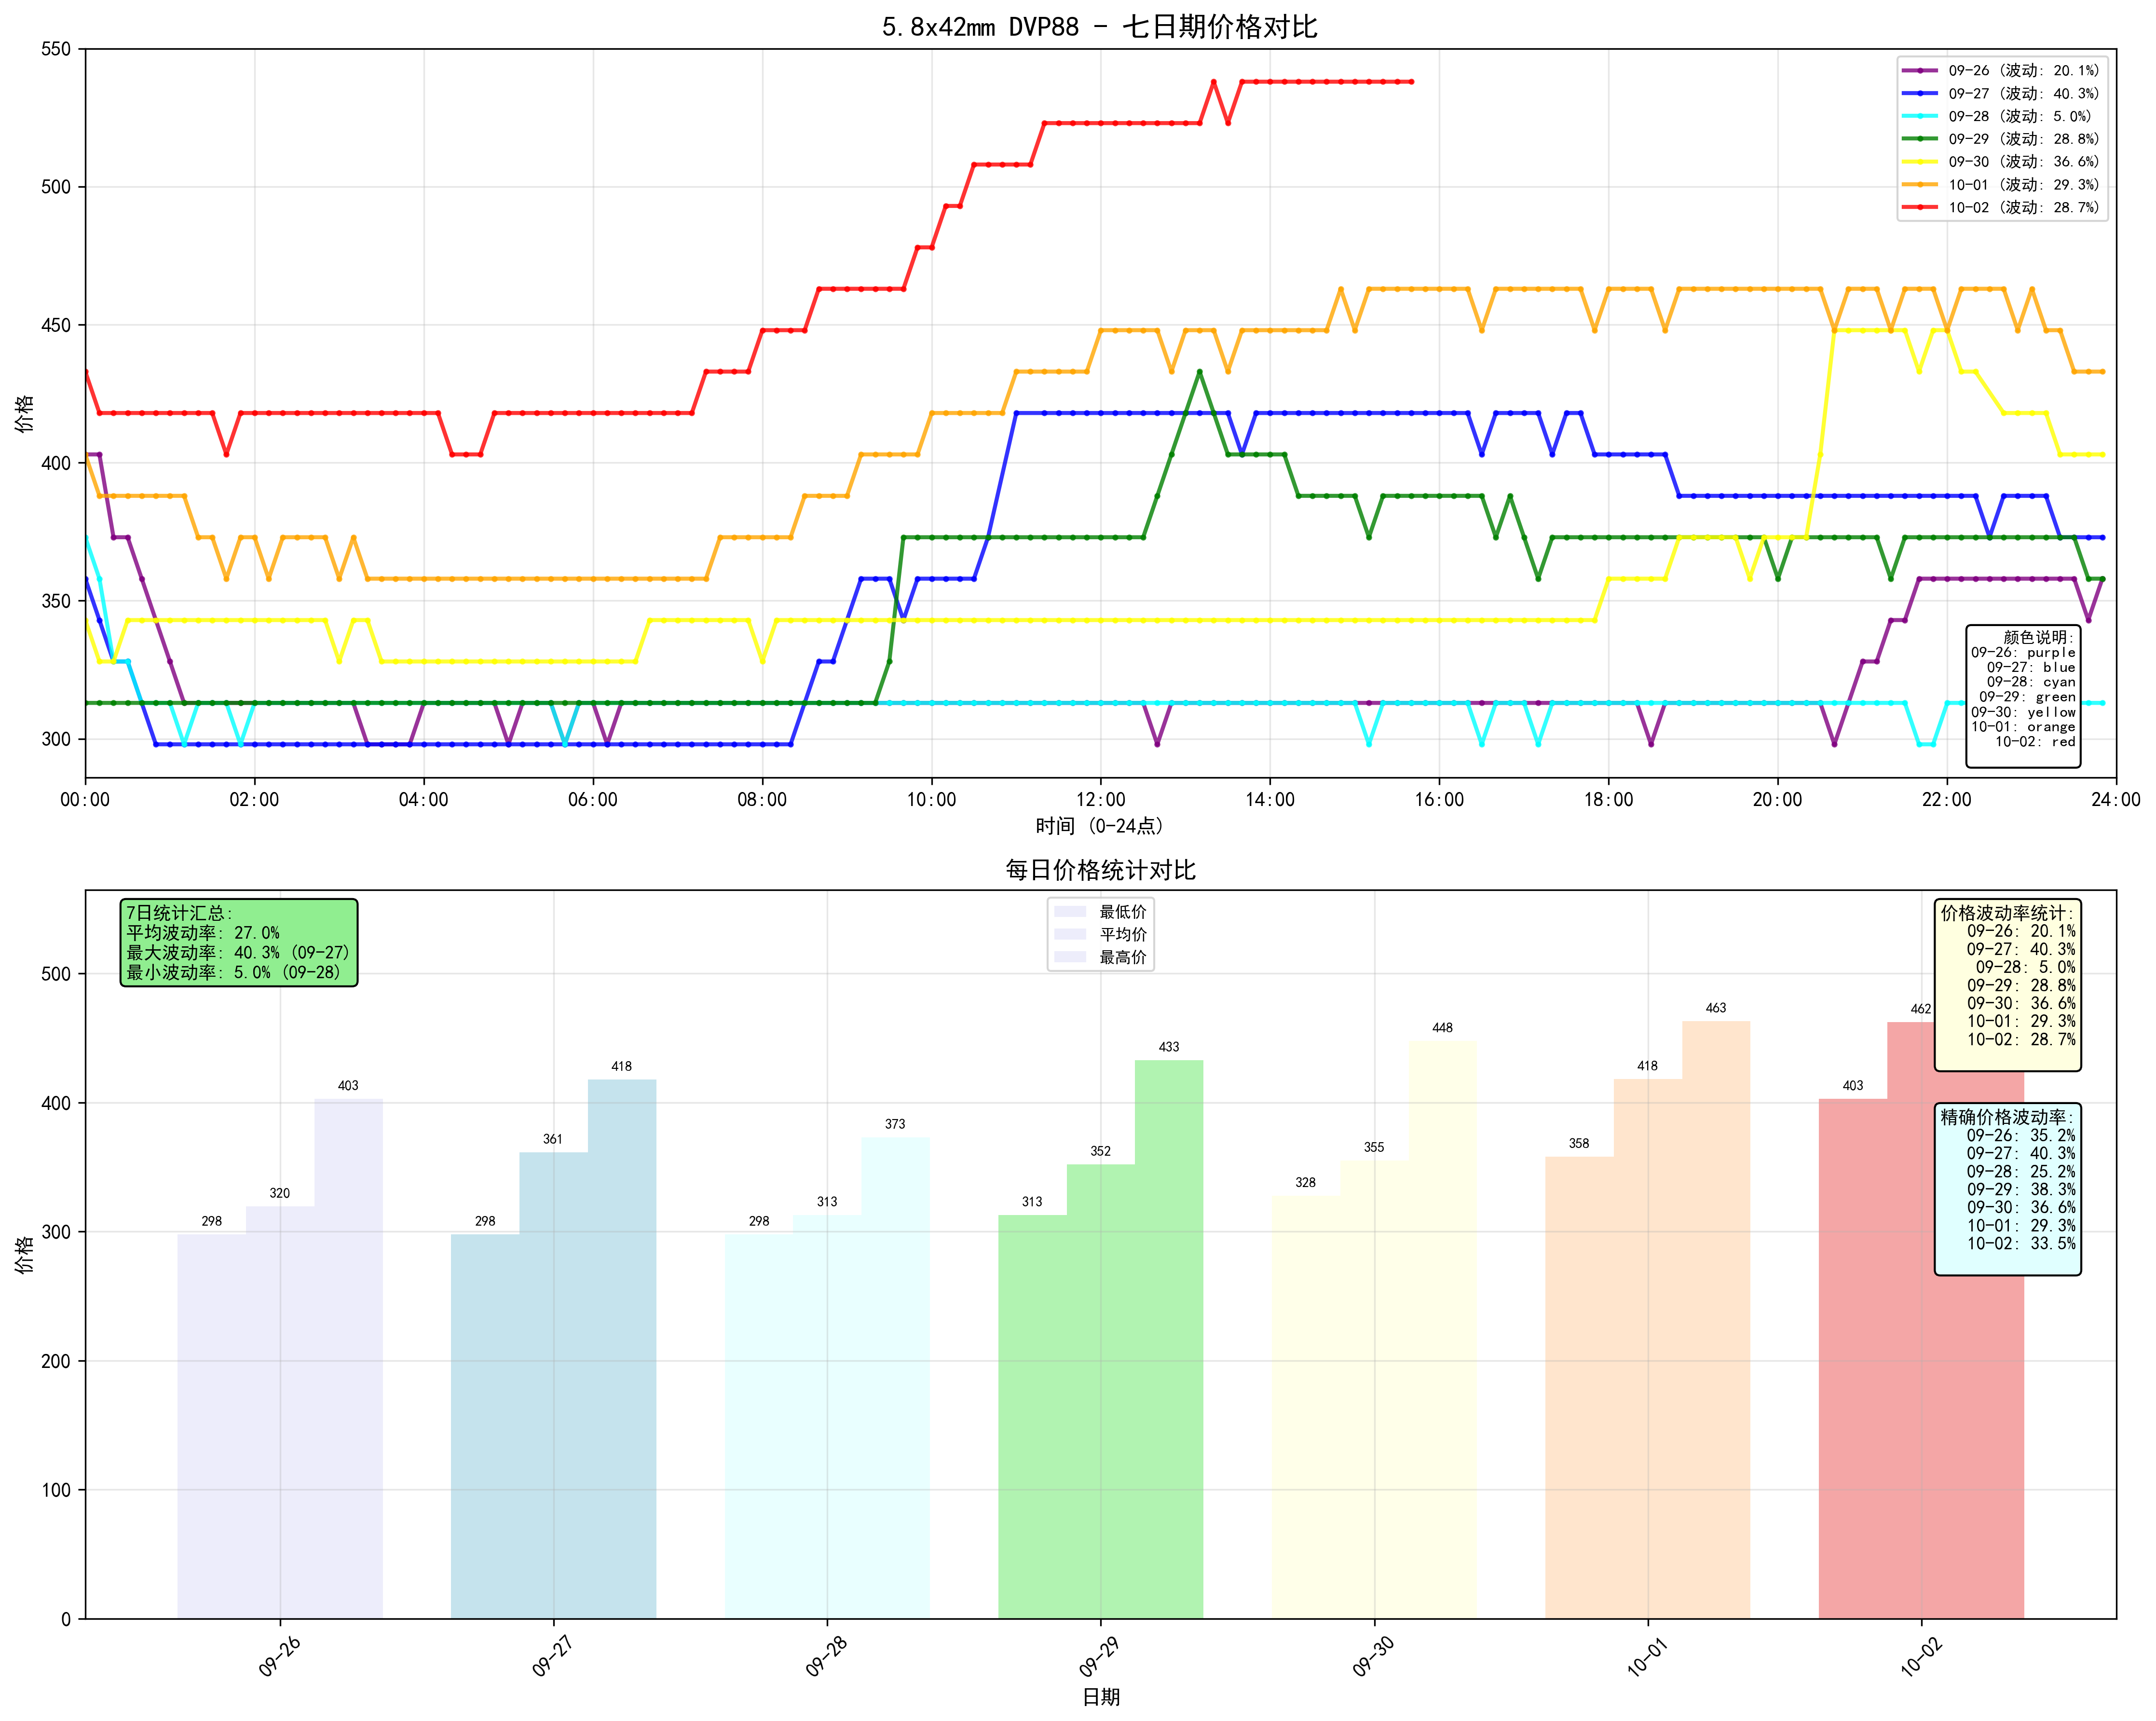 5.8x42mm DVP88 - 七日期价格对比
550
500
450
400
350
300
价格
09-26 (波动: 20.1%)
09-27 (波动: 40.3%)
09-28 (波动: 5.0%)
09-29 (波动: 28.8%)
09-30 (波动: 36.6%)
10-01 (波动: 29.3%)
10-02 (波动: 28.7%)
颜色说明:
09-26: purple
09-27: blue
09-28: cyan
09-29: green
09-30: yellow
10-01: orange
10-02: red
00:00 02:00 04:00 06:00 08:00 10:00 12:00 14:00 16:00 18:00 20:00 22:00 24:00
时间 (0-24点)
每日价格统计对比
7日统计汇总:
平均波动率: 27.0%
最大波动率: 40.3% (09-27)
最小波动率: 5.0% (09-28)
最低价
平均价
最高价
价格波动率统计:
09-26: 20.1%
09-27: 40.3%
09-28: 5.0%
09-29: 28.8%
09-30: 36.6%
10-01: 29.3%
10-02: 28.7%
精确价格波动率:
09-26: 35.2%
09-27: 40.3%
09-28: 25.2%
09-29: 38.3%
09-30: 36.6%
10-01: 29.3%
10-02: 33.5%
500
400
300
200
100
0
价格
298 320 403
298 361 418
298 313 373
313 352 433
328 355 448
358 418 463
403 462
09-26 09-27 09-28 09-29 09-30 10-01 10-02
日期